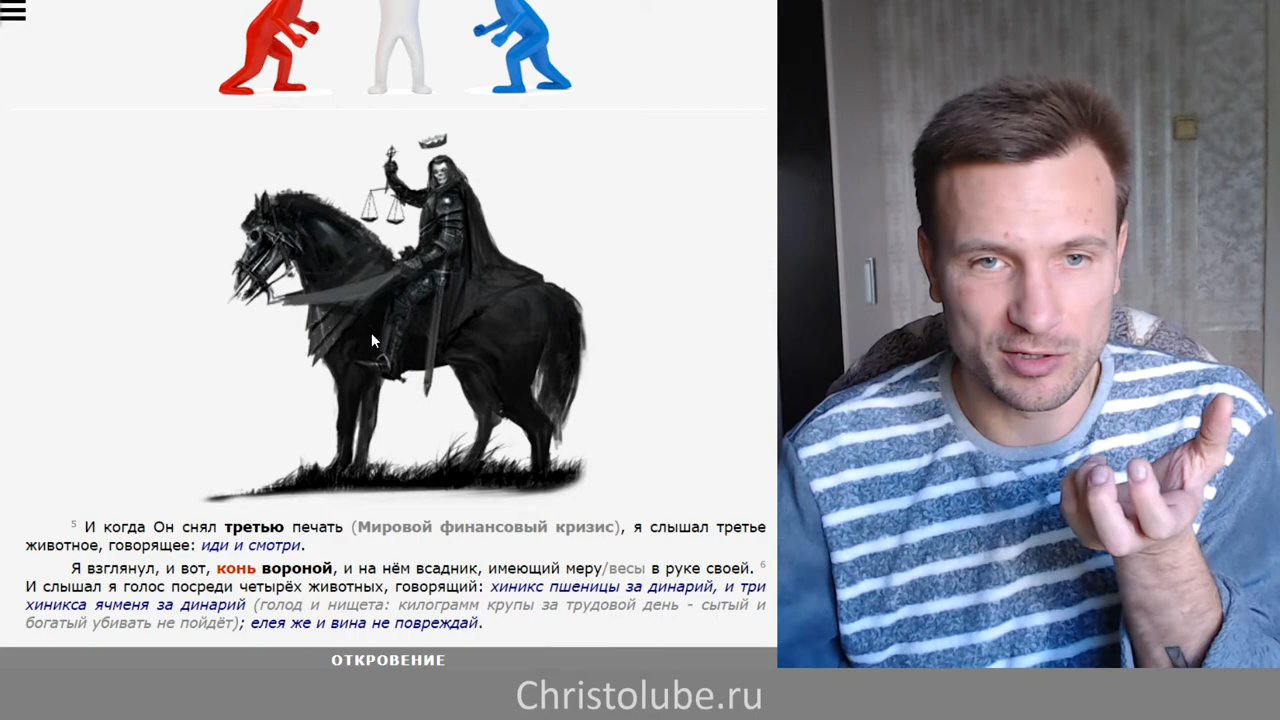 5 И когда Он снял третью печать (Мировой финансовый кризис), я слышал третье
животное, говорящее: иди и смотри.
Я взглянул, и вот, конь вороной, и на нём всадник, имеющий меру/весы в руке своей. 6
И слышал я голос посреди четырёх животных, говорящий: хиникс пшеницы за динарий, и три
хиникса ячменя за динарий (голод и нищета: килограмм крупы за трудовой день - сытый и
богатый убивать не пойдёт); елея же и вина не повреждай.
ОТКРОВЕНИЕ
Christolube.ru